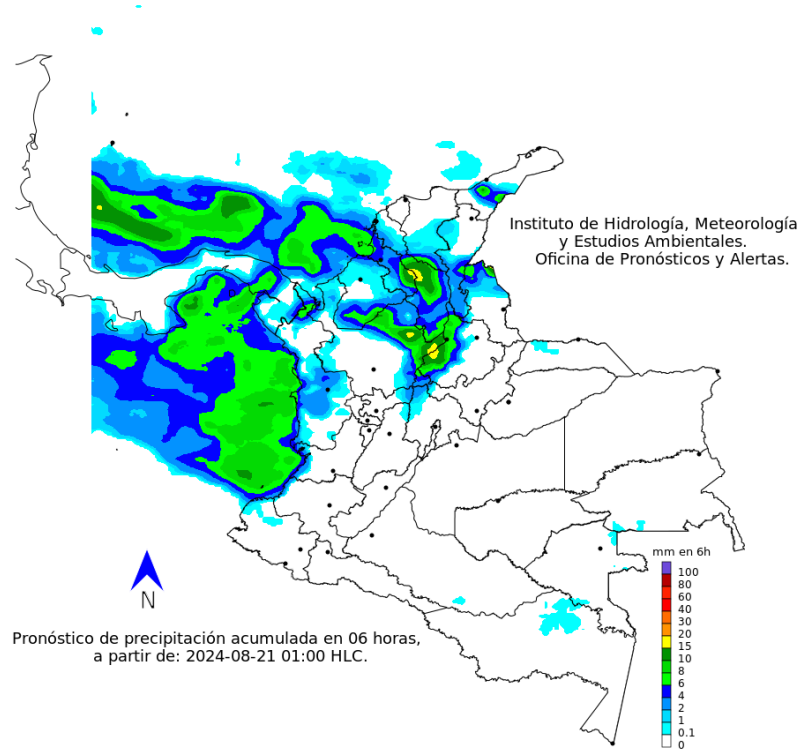 Instituto de Hidrología, Meteorología
y Estudios Ambientales.
Oficina de Pronósticos y Alertas.
mm en 6h
100
80
60
40
30
20
15
10
8
6
4
2
1
0.1
0
N
Pronóstico de precipitación acumulada en 06 horas,
a partir de: 2024-08-21 01:00 HLC.